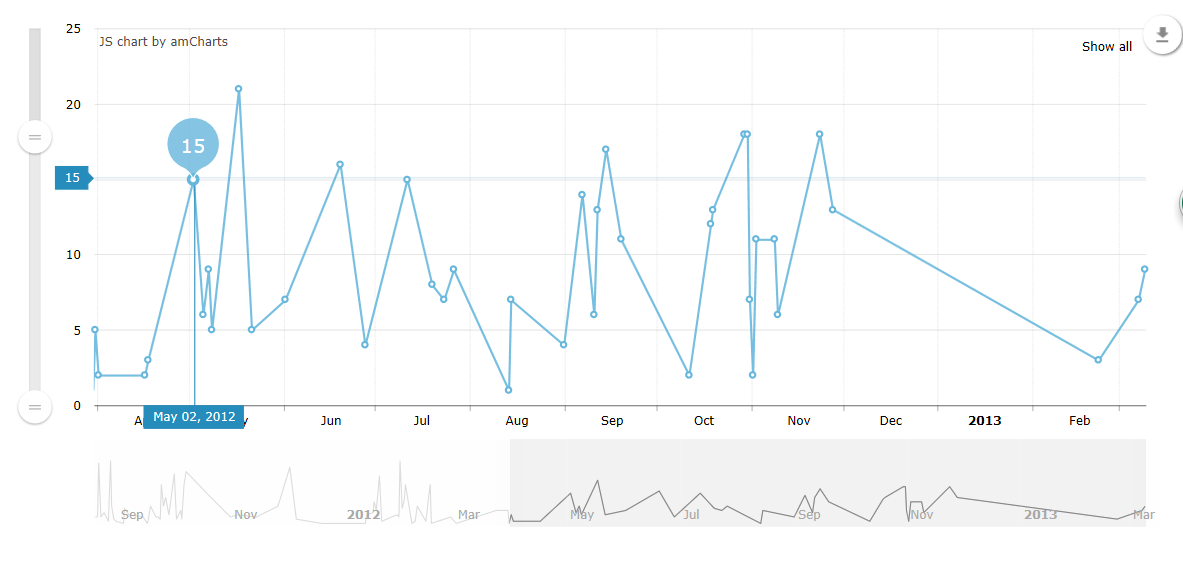 25
JS chart by amCharts
Show all
20
15
15
10
5
0
A
May 02, 2012
y
Jun
Jul
Aug
Sep
Oct
Nov
Dec
2013
Feb
Sep
Nov
2012
Mar
May
Jul
Sep
Nov
2013
Mar